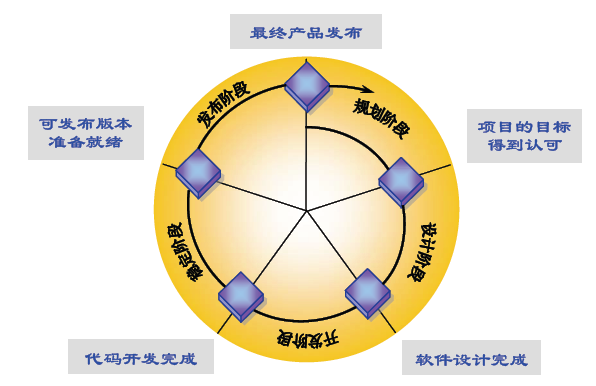 最终产品发布
发布阶段
规划阶段
可发布版本
准备就绪
项目的目标
得到认可
稳定阶段
设计阶段
开发阶段
代码开发完成
软件设计完成